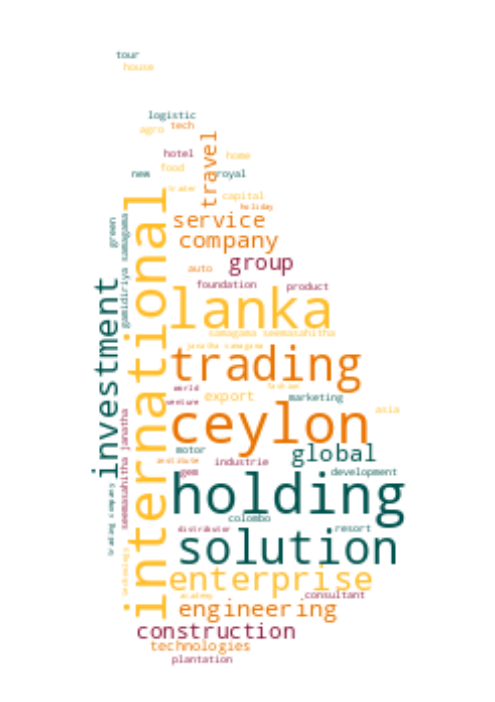 tour
house
logistic
agro tech
travel
hotel home
food
new royal
trader
capital
holiday
international
green
gamidiriya samagama
service
company
group
auto
investment
foundation product
lanka
samagama seemasahitha
janatha samagama
trading
world fashion
export marketing
venture
asia
ceylon
seemasahitha janatha
motor global
institute industrie
gem development
holding
trading company
colombo
distributor resort
solution
technology
enterprise
academy consultant
engineering
construction
technologies
plantation